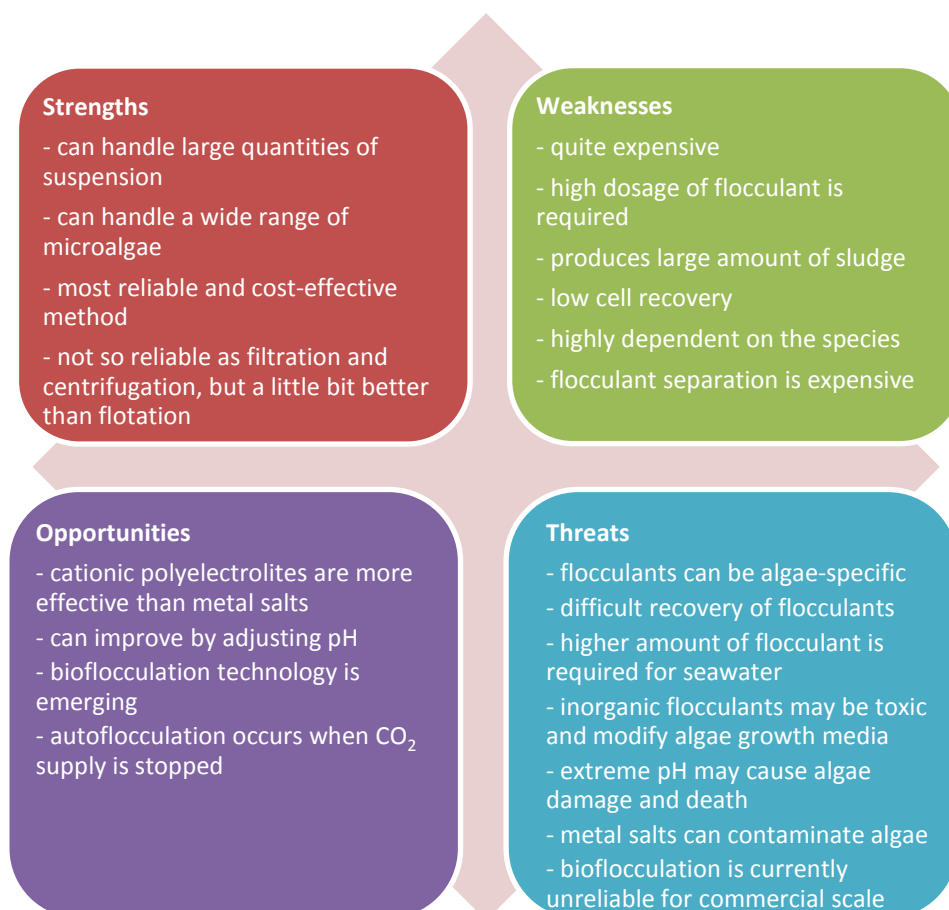 Strengths
- can handle large quantities of
suspension
- can handle a wide range of
microalgae
- most reliable and cost-effective
method
- not so reliable as filtration and
centrifugation, but a little bit better
than flotation
Weaknesses
- quite expensive
- high dosage of flocculant is
required
- produces large amount of sludge
- low cell recovery
- highly dependent on the species
- flocculant separation is expensive
Opportunities
- cationic polyelectrolites are more
effective than metal salts
- can improve by adjusting pH
- bioflocculation technology is
emerging
- autoflocculation occurs when CO₂
supply is stopped
Threats
- flocculants can be algae-specific
- difficult recovery of flocculants
- higher amount of flocculant is
required for seawater
- inorganic flocculants may be toxic
and modify algae growth media
- extreme pH may cause algae
damage and death
- metal salts can contaminate algae
- bioflocculation is currently
unreliable for commercial scale